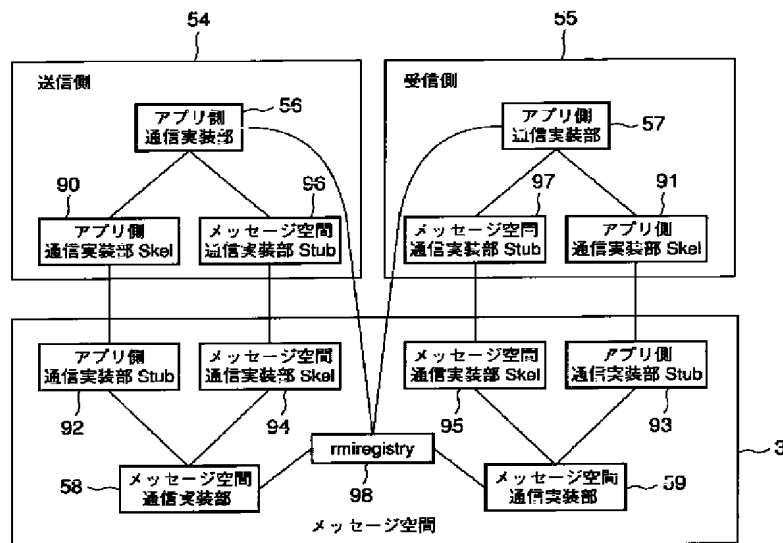 54
55
送信側
受信側
アプリ側
通信実装部
56
アプリ側
通信実装部
57
90
96
97
91
アプリ側
通信実装部 Skel
メッセージ空間
通信実装部 Stub
メッセージ空間
通信実装部 Stub
アプリ側
通信実装部 Skel
アプリ側
通信実装部 Stub
メッセージ空間
通信実装部 Skel
メッセージ空間
通信実装部 Skel
アプリ側
通信実装部 Stub
92
94
95
93
rmiregistry
98
3
58
メッセージ空間
通信実装部
メッセージ空間
通信実装部
59
メッセージ空間